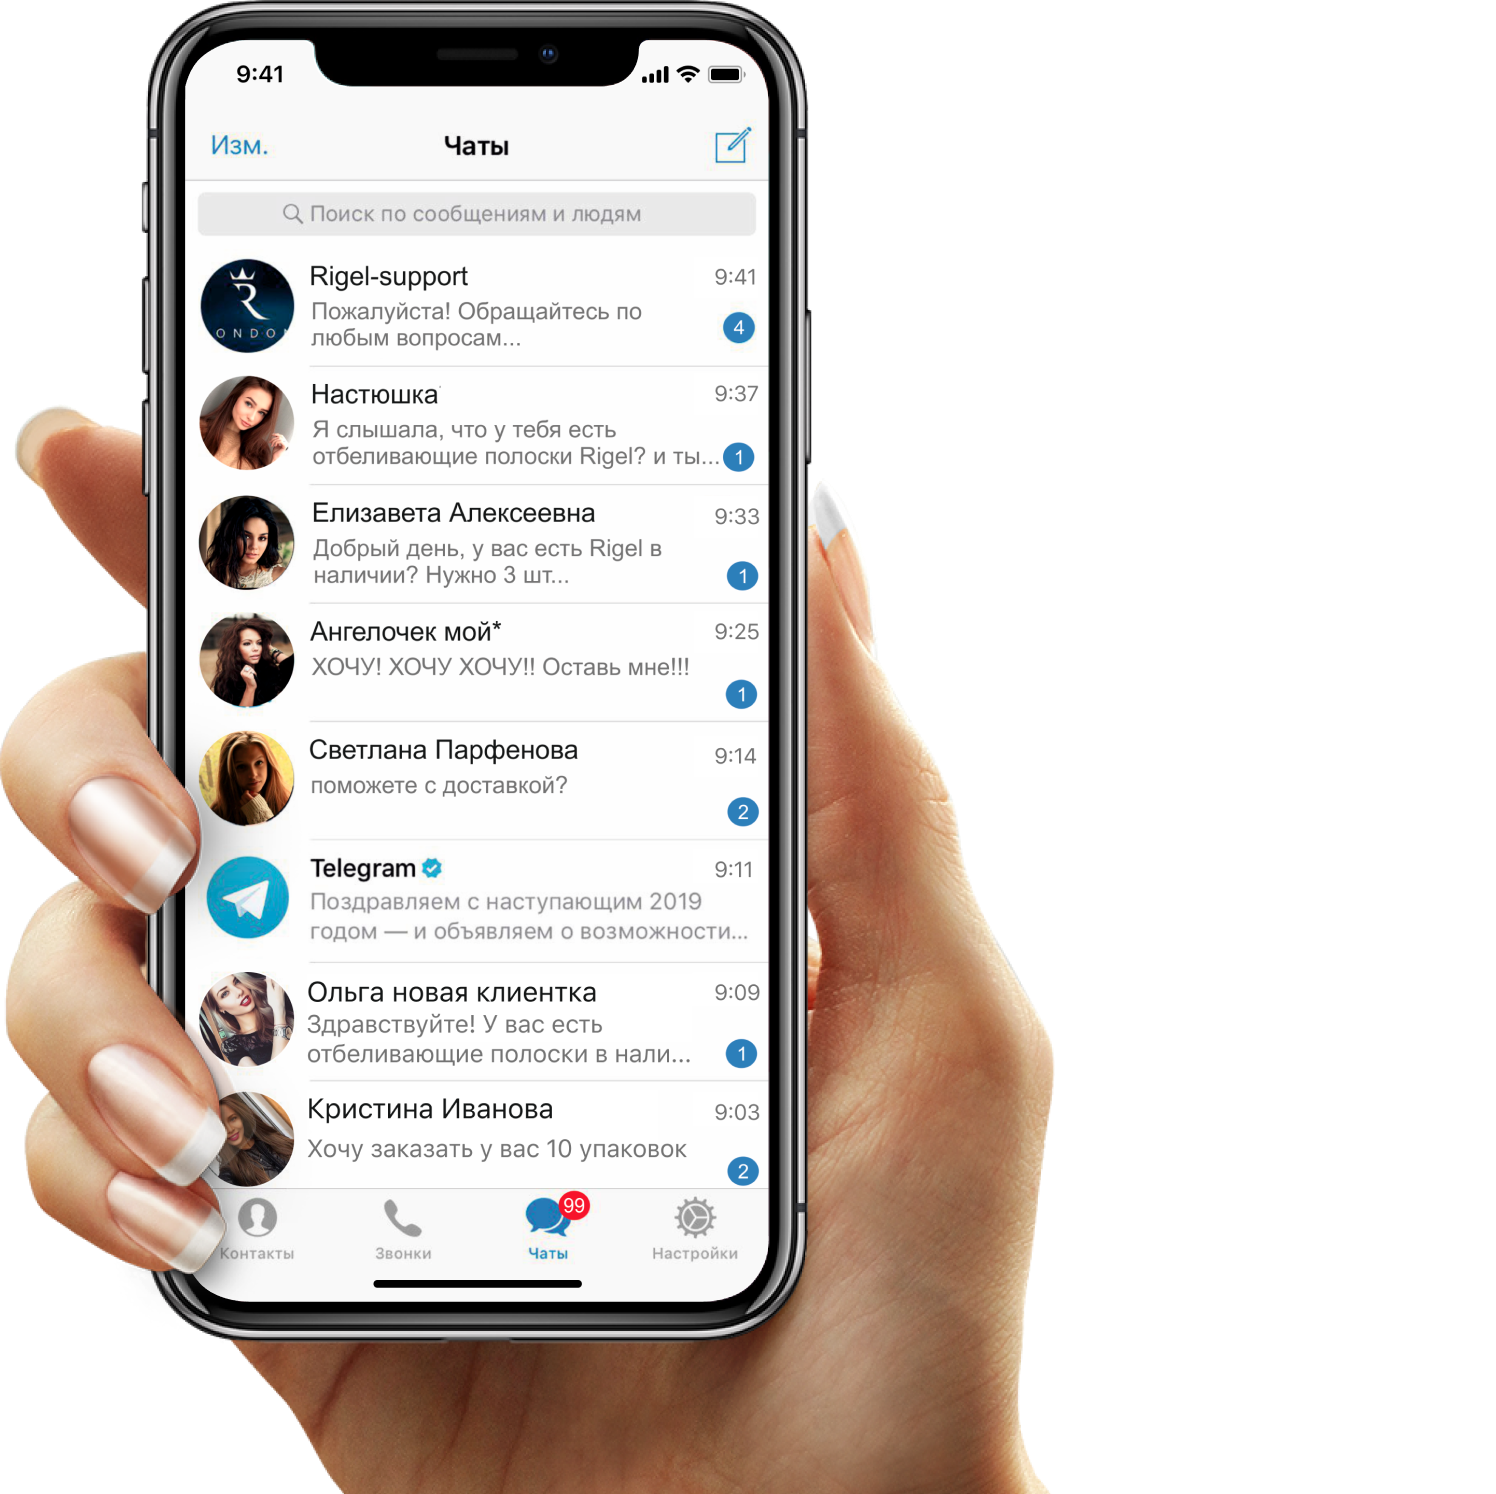 9:41
Изм.
Чаты
Поиск по сообщениям и людям
Rigel-support
9:41
Пожалуйста! Обращайтесь по
любым вопросам...
4
R
ONDO
Настюшка
9:37
Я слышала, что у тебя есть
отбеливающие полоски Rigel? и ты...
1
Елизавета Алексеевна
9:33
Добрый день, у вас есть Rigel в
наличии? Нужно 3 шт...
1
Ангелочек мой*
9:25
ХОЧУ! ХОЧУ ХОЧУ!! Оставь мне!!!
1
Светлана Парфенова
9:14
поможете с доставкой?
2
Telegram
9:11
Поздравляем с наступающим 2019
годом — и объявляем о возможности...
Ольга новая клиентка
9:09
Здравствуйте! У вас есть
отбеливающие полоски в нали...
1
Кристина Иванова
9:03
Хочу заказать у вас 10 упаковок
2
99
Контакты
Звонки
Чаты
Настройки